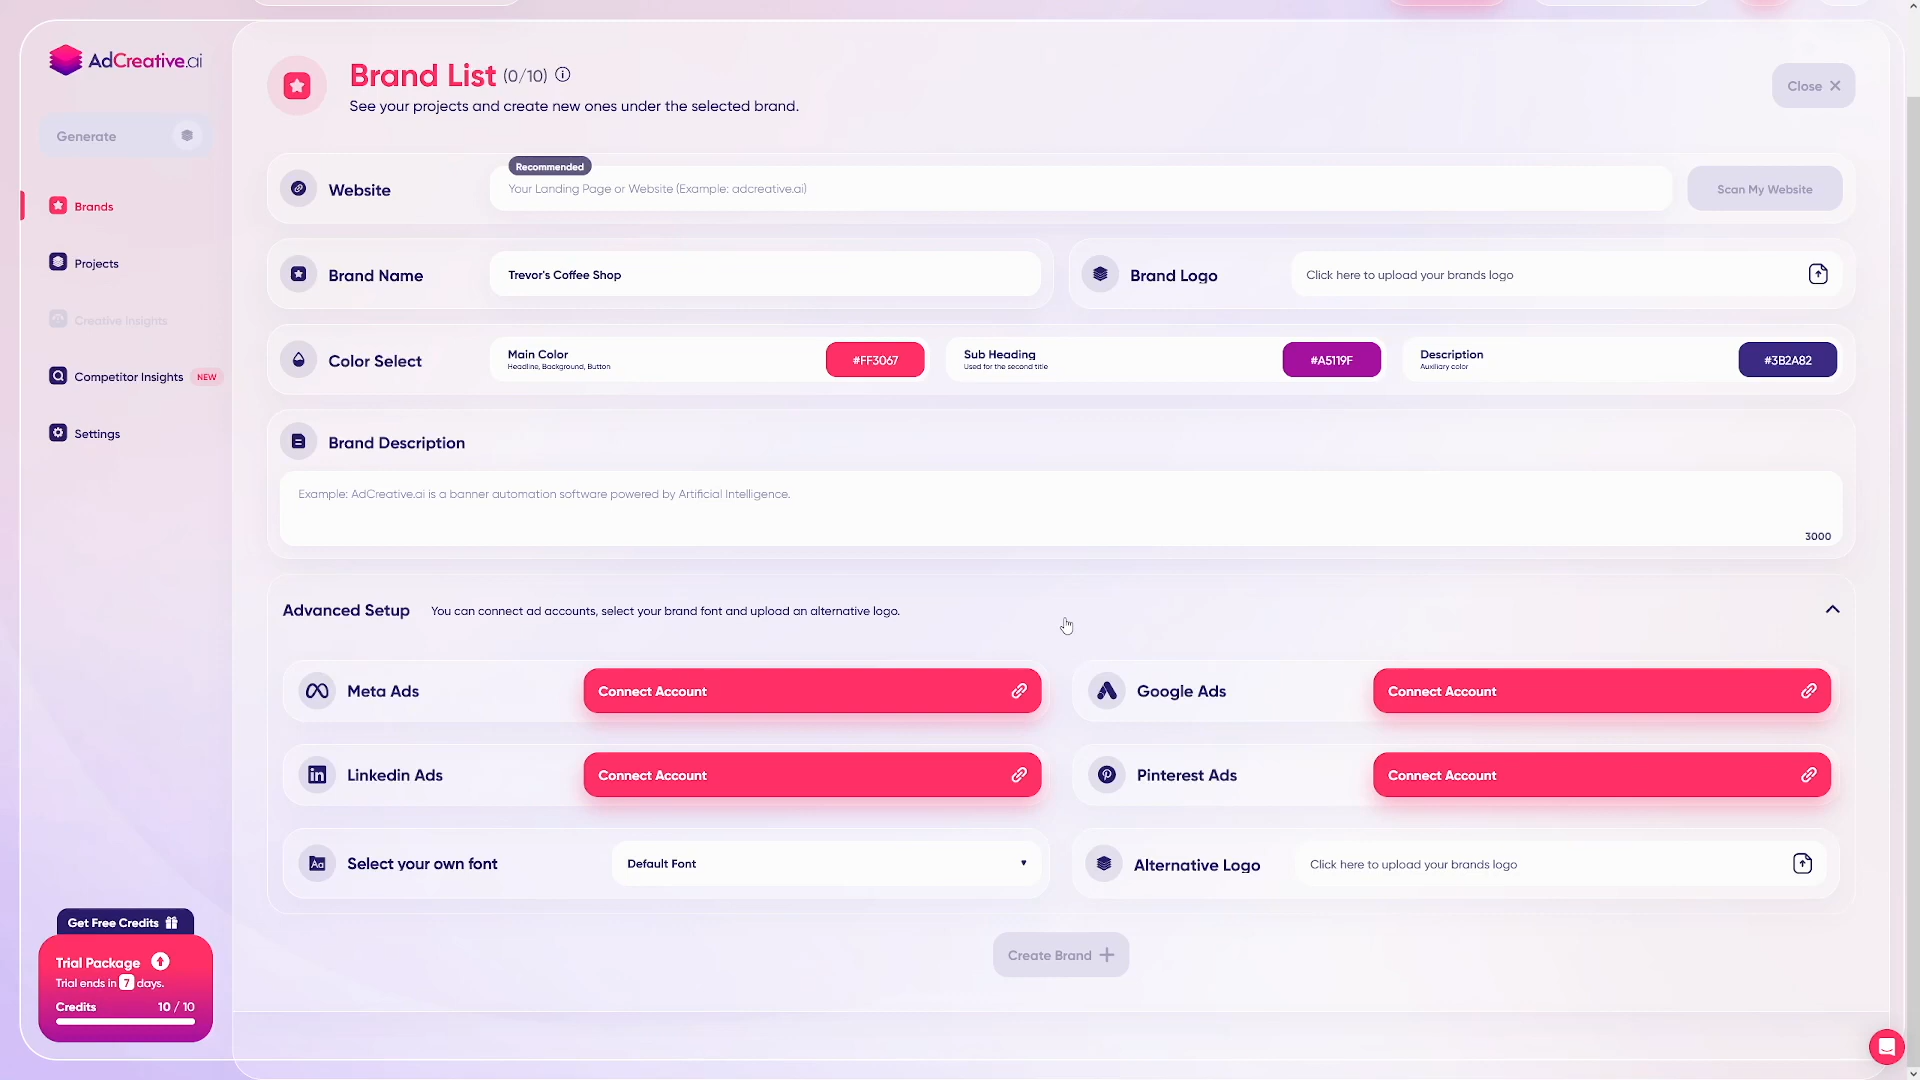 AdCreative.ai
Brand List (0/10)
See your projects and create new ones under the selected brand.
Close
Generate
Brands
Projects
Creative Insights
Competitor Insights NEW
Settings
Website
Recommended
Your Landing Page or Website (Example: adcreative.ai)
Scan My Website
Brand Name
Trevor's Coffee Shop
Brand Logo
Click here to upload your brands logo
Color Select
Main Color
Headline, Background, Button
#FF3067
Sub Heading
Used for the second title
#A5119F
Description
Auxiliary color
#3B2A82
Brand Description
Example: AdCreative.ai is a banner automation software powered by Artificial Intelligence.
3000
Advanced Setup You can connect ad accounts, select your brand font and upload an alternative logo.
Meta Ads
Connect Account
Google Ads
Connect Account
Linkedin Ads
Connect Account
Pinterest Ads
Connect Account
Aa
Select your own font
Default Font
Alternative Logo
Click here to upload your brands logo
Create Brand
Get Free Credits
Trial Package
Trial ends in 7 days.
Credits 10 / 10